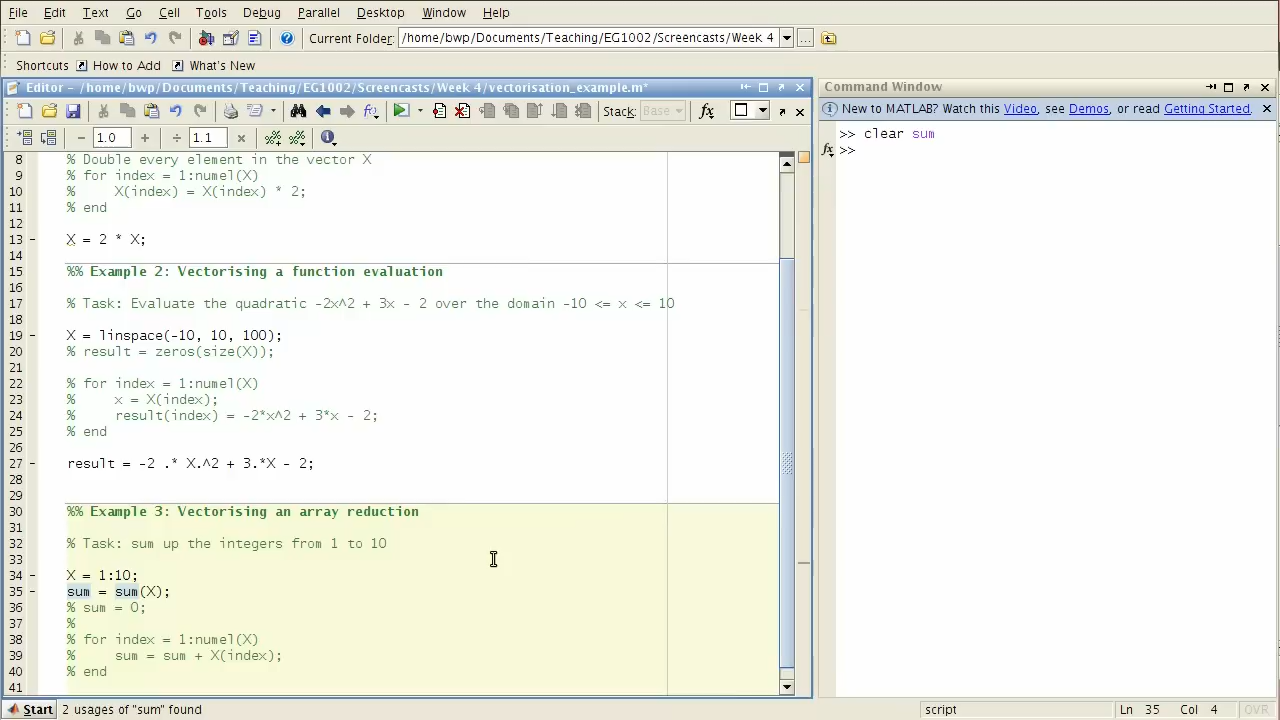 File Edit Text Go Cell Tools Debug Parallel Desktop Window Help
Current Folder: /home/bwp/Documents/Teaching/EG1002/Screencasts/Week 4
Shortcuts How to Add What's New
Editor - /home/bwp/Documents/Teaching/EG1002/Screencasts/Week 4/vectorisation_example.m*
Stack: Base
1.0 1.1
8 % Double every element in the vector X
9 % for index = 1:numel(X)
10 %     X(index) = X(index) * 2;
11 % end
12
13 X = 2 * X;
14
15 %% Example 2: Vectorising a function evaluation
16
17 % Task: Evaluate the quadratic -2x^2 + 3x - 2 over the domain -10 <= x <= 10
18
19 X = linspace(-10, 10, 100);
20 % result = zeros(size(X));
21
22 % for index = 1:numel(X)
23 %     x = X(index);
24 %     result(index) = -2*x^2 + 3*x - 2;
25 % end
26
27 result = -2 .* X.^2 + 3.*X - 2;
28
29
30 %% Example 3: Vectorising an array reduction
31
32 % Task: sum up the integers from 1 to 10
33
34 X = 1:10;
35 sum = sum(X);
36 % sum = 0;
37 %
38 % for index = 1:numel(X)
39 %     sum = sum + X(index);
40 % end
41
Command Window
New to MATLAB? Watch this Video, see Demos, or read Getting Started.
>> clear sum
fx >>
Start 2 usages of "sum" found script Ln 35 Col 4 OVR